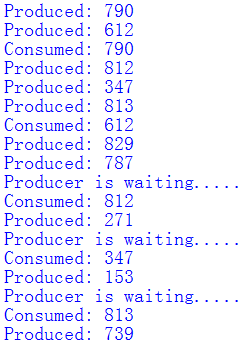 Produced: 790
Produced: 612
Consumed: 790
Produced: 812
Produced: 347
Produced: 813
Consumed: 612
Produced: 829
Produced: 787
Producer is waiting.....
Consumed: 812
Produced: 271
Producer is waiting.....
Consumed: 347
Produced: 153
Producer is waiting.....
Consumed: 813
Produced: 739